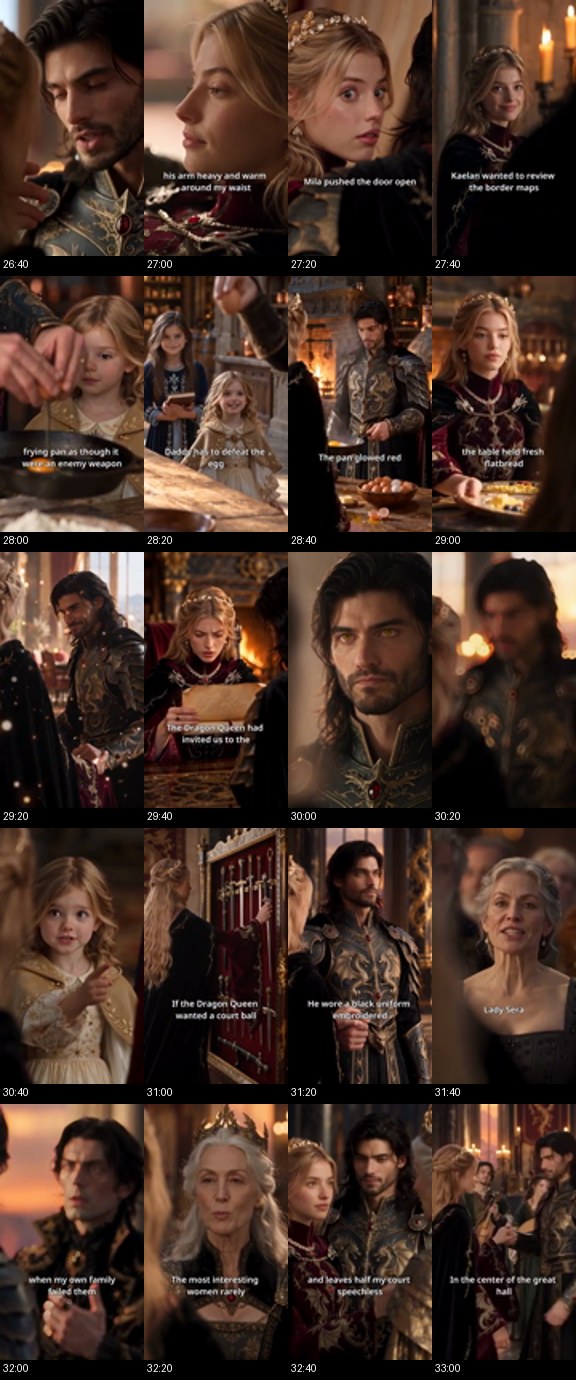 his arm heavy and warm
around my waist
Mila pushed the door open
Kaelan wanted to review
the border maps
26:40
27:00
27:20
27:40
frying pan as though it
were an enemy weapon
Daddy has to defeat the
egg
The pan glowed red
the table held fresh
flatbread
28:00
28:20
28:40
29:00
The Dragon Queen had
invited us to the
29:20
29:40
30:00
30:20
If the Dragon Queen
wanted a court ball
He wore a black uniform
embroidered
Lady Sera
30:40
31:00
31:20
31:40
when my own family
failed them
The most interesting
women rarely
and leaves half my court
speechless
In the center of the great
hall
32:00
32:20
32:40
33:00